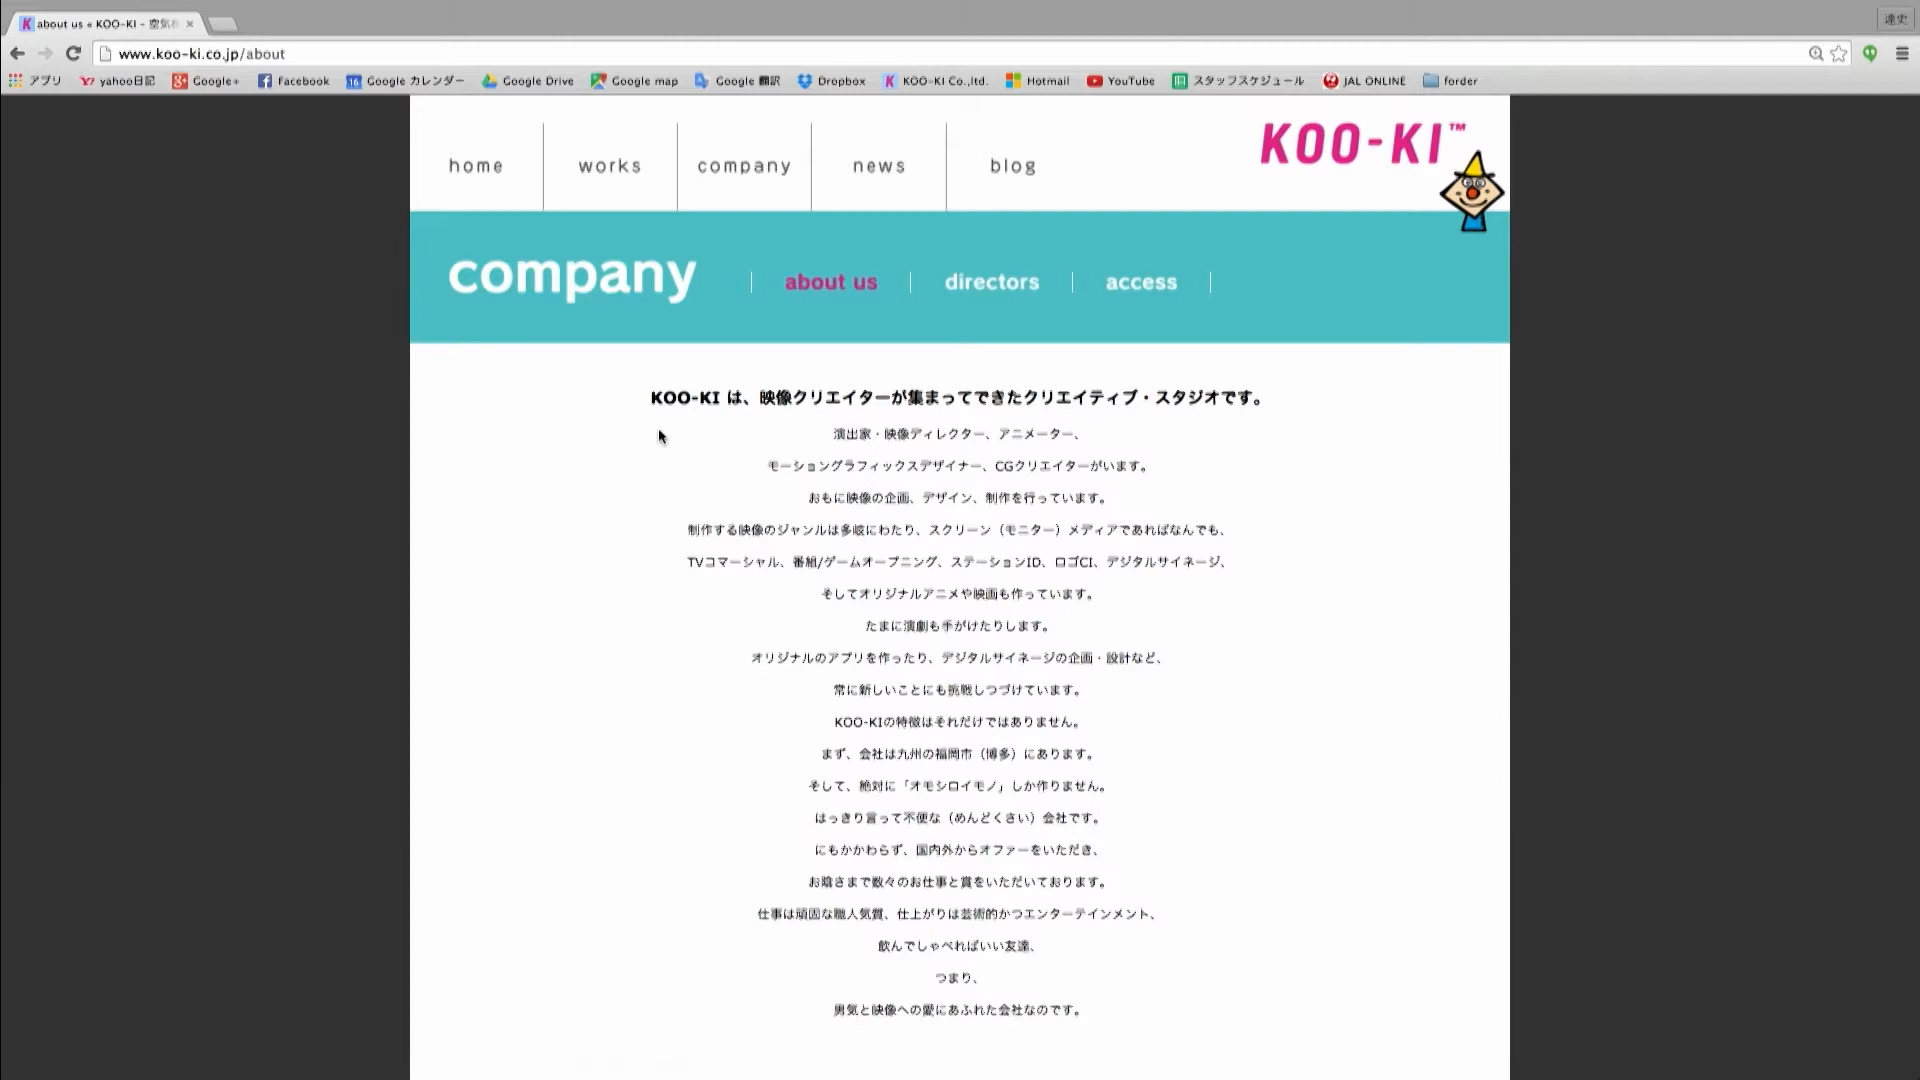 about us « KOO-KI - 空気
達史
www.koo-ki.co.jp/about
アプリ yahoo日記 Google+ Facebook Google カレンダー Google Drive Google map Google 翻訳 Dropbox KOO-KI Co.,ltd. Hotmail YouTube スタッフスケジュール JAL ONLINE forder
KOO-KI™
home works company news blog
company about us directors access
KOO-KI は、映像クリエイターが集まってできたクリエイティブ・スタジオです。
演出家・映像ディレクター、アニメーター、
モーショングラフィックスデザイナー、CGクリエイターがいます。
おもに映像の企画、デザイン、制作を行っています。
制作する映像のジャンルは多岐にわたり、スクリーン（モニター）メディアであればなんでも、
TVコマーシャル、番組/ゲームオープニング、ステーションID、ロゴCI、デジタルサイネージ、
そしてオリジナルアニメや映画も作っています。
たまに演劇も手がけたりします。
オリジナルのアプリを作ったり、デジタルサイネージの企画・設計など、
常に新しいことにも挑戦しつづけています。
KOO-KIの特徴はそれだけではありません。
まず、会社は九州の福岡市（博多）にあります。
そして、絶対に「オモシロイモノ」しか作りません。
はっきり言って不便な（めんどくさい）会社です。
にもかかわらず、国内外からオファーをいただき、
お陰さまで数々のお仕事と賞をいただいております。
仕事は頑固な職人気質、仕上がりは芸術的かつエンターテインメント、
飲んでしゃべればいい友達、
つまり、
男気と映像への愛にあふれた会社なのです。